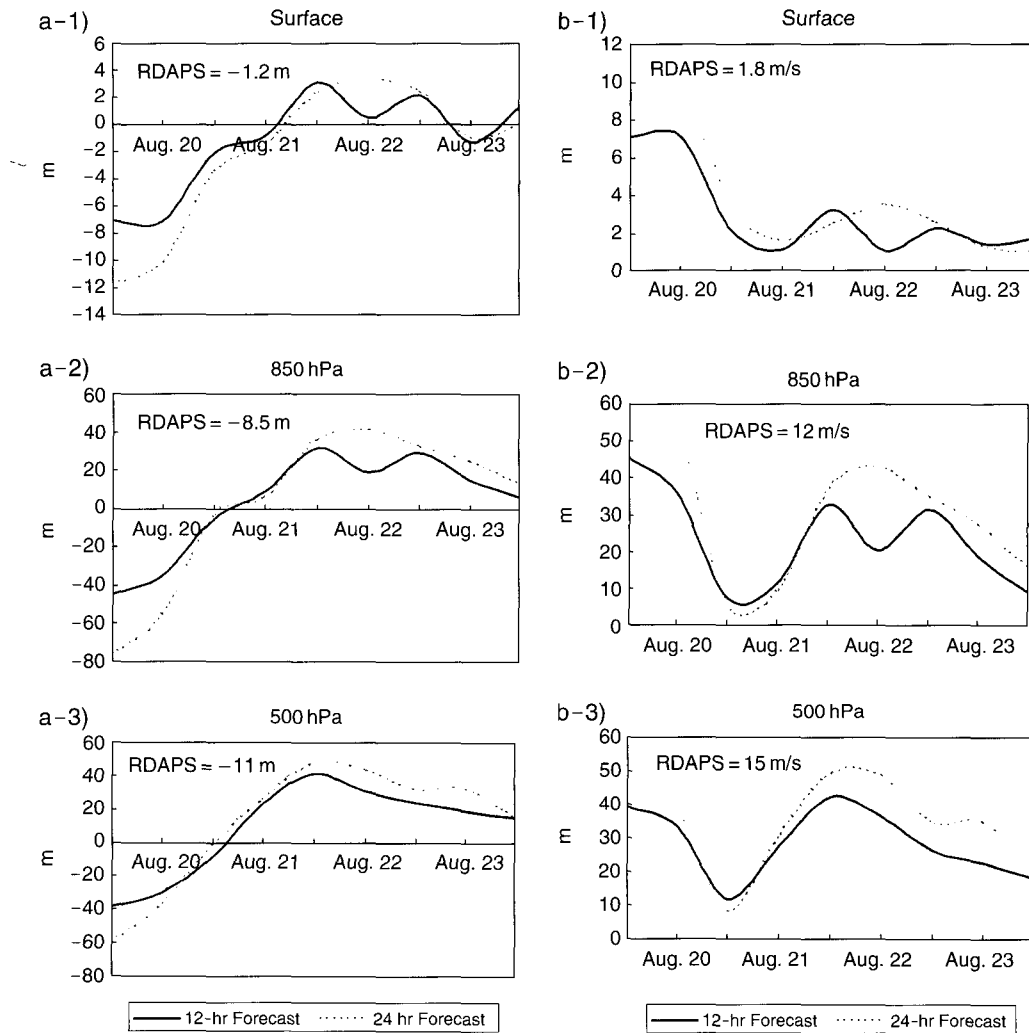 a-1)
Surface
6
4
2
0
-2
-4
-6
-8
-10
-12
-14
m
RDAPS = -1.2 m
Aug. 20
Aug. 21
Aug. 22
Aug. 23
b-1)
Surface
12
10
8
6
4
2
0
m
RDAPS = 1.8 m/s
Aug. 20
Aug. 21
Aug. 22
Aug. 23
a-2)
850 hPa
60
40
20
0
-20
-40
-60
-80
m
RDAPS = -8.5 m
Aug. 20
Aug. 21
Aug. 22
Aug. 23
b-2)
850 hPa
60
50
40
30
20
10
0
m
RDAPS = 12 m/s
Aug. 20
Aug. 21
Aug. 22
Aug. 23
a-3)
500 hPa
60
40
20
0
-20
-40
-60
-80
m
RDAPS = -11 m
Aug. 20
Aug. 21
Aug. 22
Aug. 23
b-3)
500 hPa
60
50
40
30
20
10
0
m
RDAPS = 15 m/s
Aug. 20
Aug. 21
Aug. 22
Aug. 23
12-hr Forecast
24 hr Forecast
12-hr Forecast
24-hr Forecast